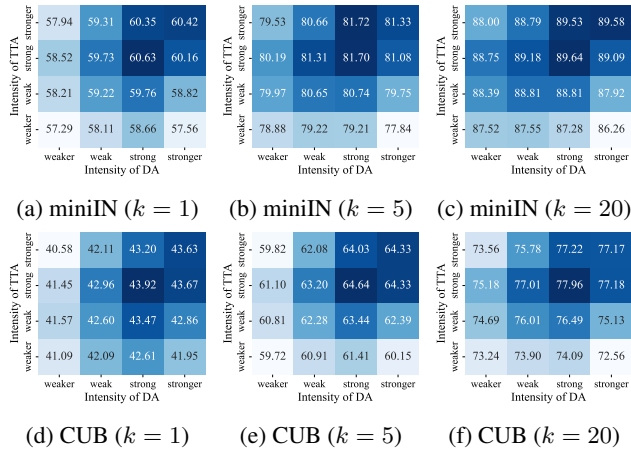 Intensity of TTA
stronger 57.94 59.31 60.35 60.42
strong 58.52 59.73 60.63 60.16
weak 58.21 59.22 59.76 58.82
weaker 57.29 58.11 58.66 57.56
weaker weak strong stronger
Intensity of DA
(a) miniIN (k = 1)
Intensity of TTA
stronger 79.53 80.66 81.72 81.33
strong 80.19 81.31 81.70 81.08
weak 79.97 80.65 80.74 79.75
weaker 78.88 79.22 79.21 77.84
weaker weak strong stronger
Intensity of DA
(b) miniIN (k = 5)
Intensity of TTA
stronger 88.00 88.79 89.53 89.58
strong 88.75 89.18 89.64 89.09
weak 88.39 88.81 88.81 87.92
weaker 87.52 87.55 87.28 86.26
weaker weak strong stronger
Intensity of DA
(c) miniIN (k = 20)
Intensity of TTA
stronger 40.58 42.11 43.20 43.63
strong 41.45 42.96 43.92 43.67
weak 41.57 42.60 43.47 42.86
weaker 41.09 42.09 42.61 41.95
weaker weak strong stronger
Intensity of DA
(d) CUB (k = 1)
Intensity of TTA
stronger 59.82 62.08 64.03 64.33
strong 61.10 63.20 64.64 64.33
weak 60.81 62.28 63.44 62.39
weaker 59.72 60.91 61.41 60.15
weaker weak strong stronger
Intensity of DA
(e) CUB (k = 5)
Intensity of TTA
stronger 73.56 75.78 77.22 77.17
strong 75.18 77.01 77.96 77.18
weak 74.69 76.01 76.49 75.13
weaker 73.24 73.90 74.09 72.56
weaker weak strong stronger
Intensity of DA
(f) CUB (k = 20)